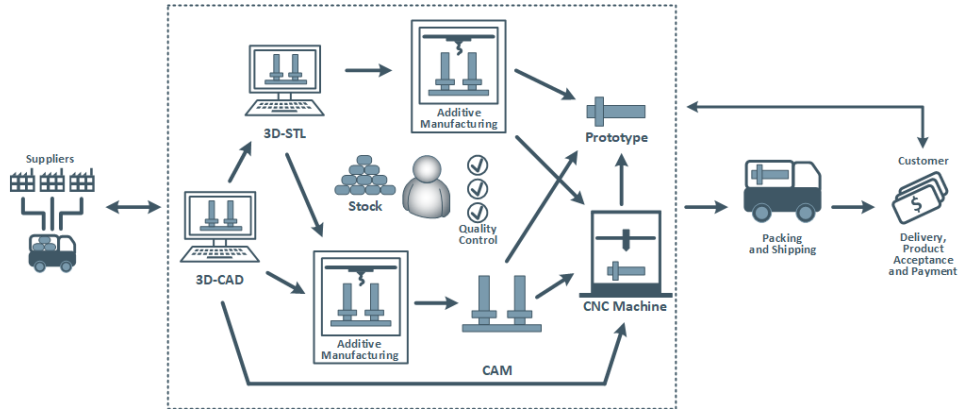 Suppliers
3D-STL
3D-CAD
Additive
Manufacturing
Stock
Quality
Control
Additive
Manufacturing
CAM
Prototype
CNC Machine
Packing
and Shipping
Customer
$
Delivery,
Product
Acceptance
and Payment